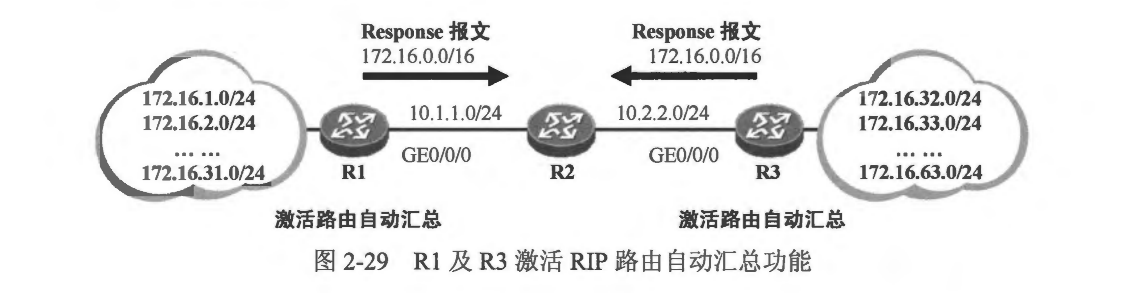 Response 报文 Response 报文
172.16.0.0/16 172.16.0.0/16
172.16.1.0/24 172.16.32.0/24
172.16.2.0/24 10.1.1.0/24 10.2.2.0/24 172.16.33.0/24
... ... GE0/0/0 GE0/0/0 ... ...
172.16.31.0/24 R1 R2 R3 172.16.63.0/24
激活路由自动汇总 激活路由自动汇总
图 2-29 R1 及 R3 激活 RIP 路由自动汇总功能